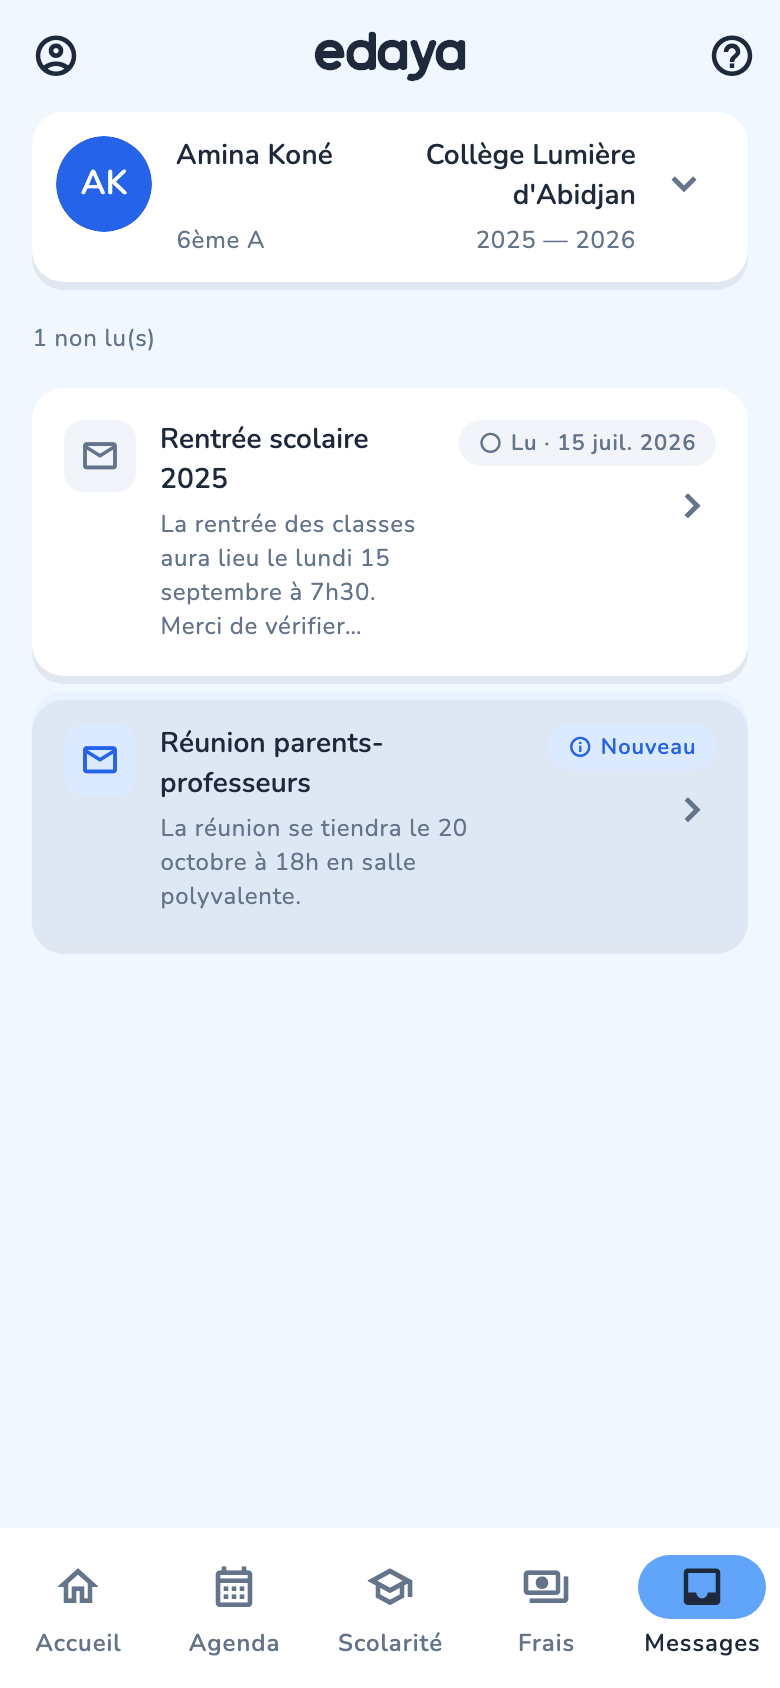 edaya
AK
Amina Koné
Collège Lumière
d'Abidjan
6ème A
2025 — 2026
1 non lu(s)
Rentrée scolaire
2025
Lu · 15 juil. 2026
La rentrée des classes
aura lieu le lundi 15
septembre à 7h30.
Merci de vérifier...
Réunion parents-
professeurs
Nouveau
La réunion se tiendra le 20
octobre à 18h en salle
polyvalente.
Accueil
Agenda
Scolarité
Frais
Messages